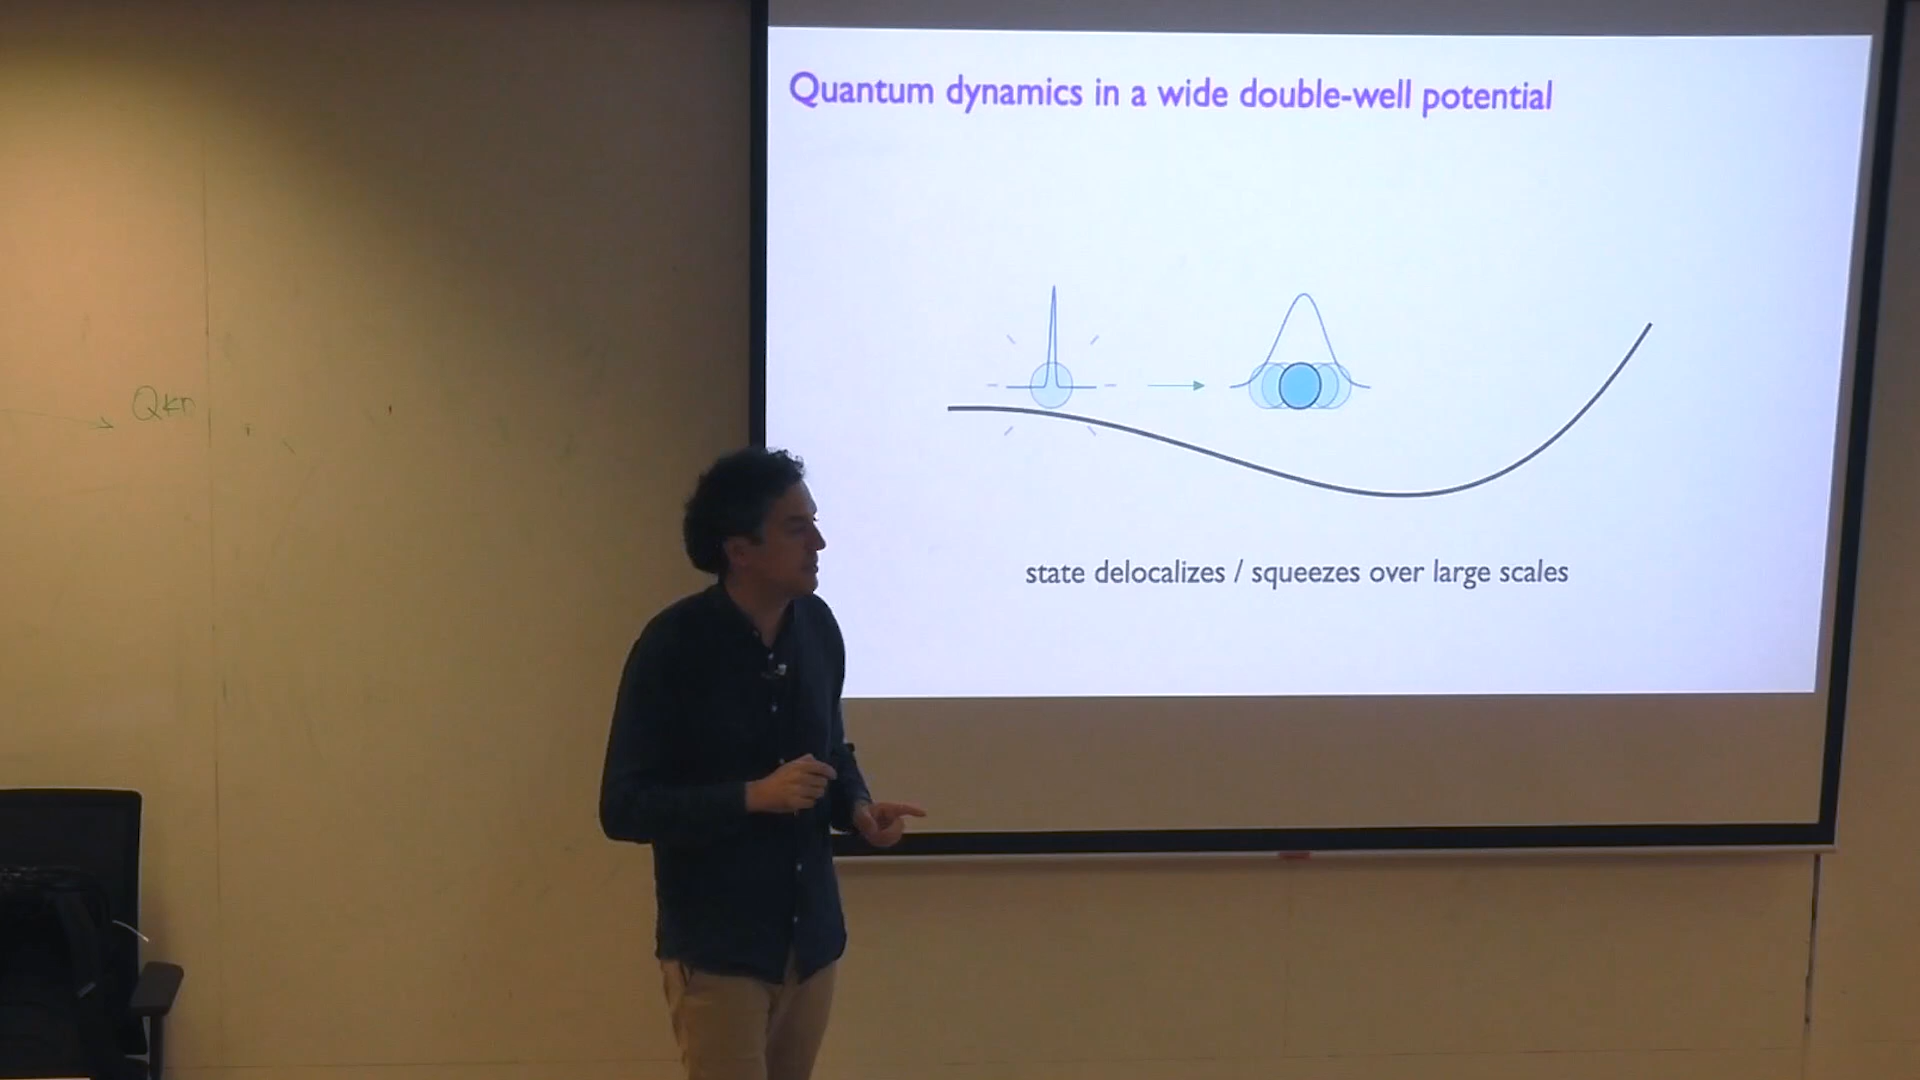 Quantum dynamics in a wide double-well potential
state delocalizes / squeezes over large scales